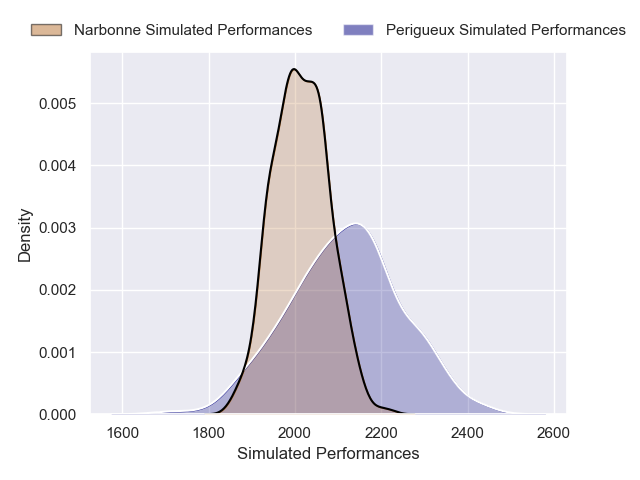 Narbonne Simulated Performances
Perigueux Simulated Performances
0.005
0.004
0.003
0.002
0.001
0.000
Density
1600 1800 2000 2200 2400 2600
Simulated Performances